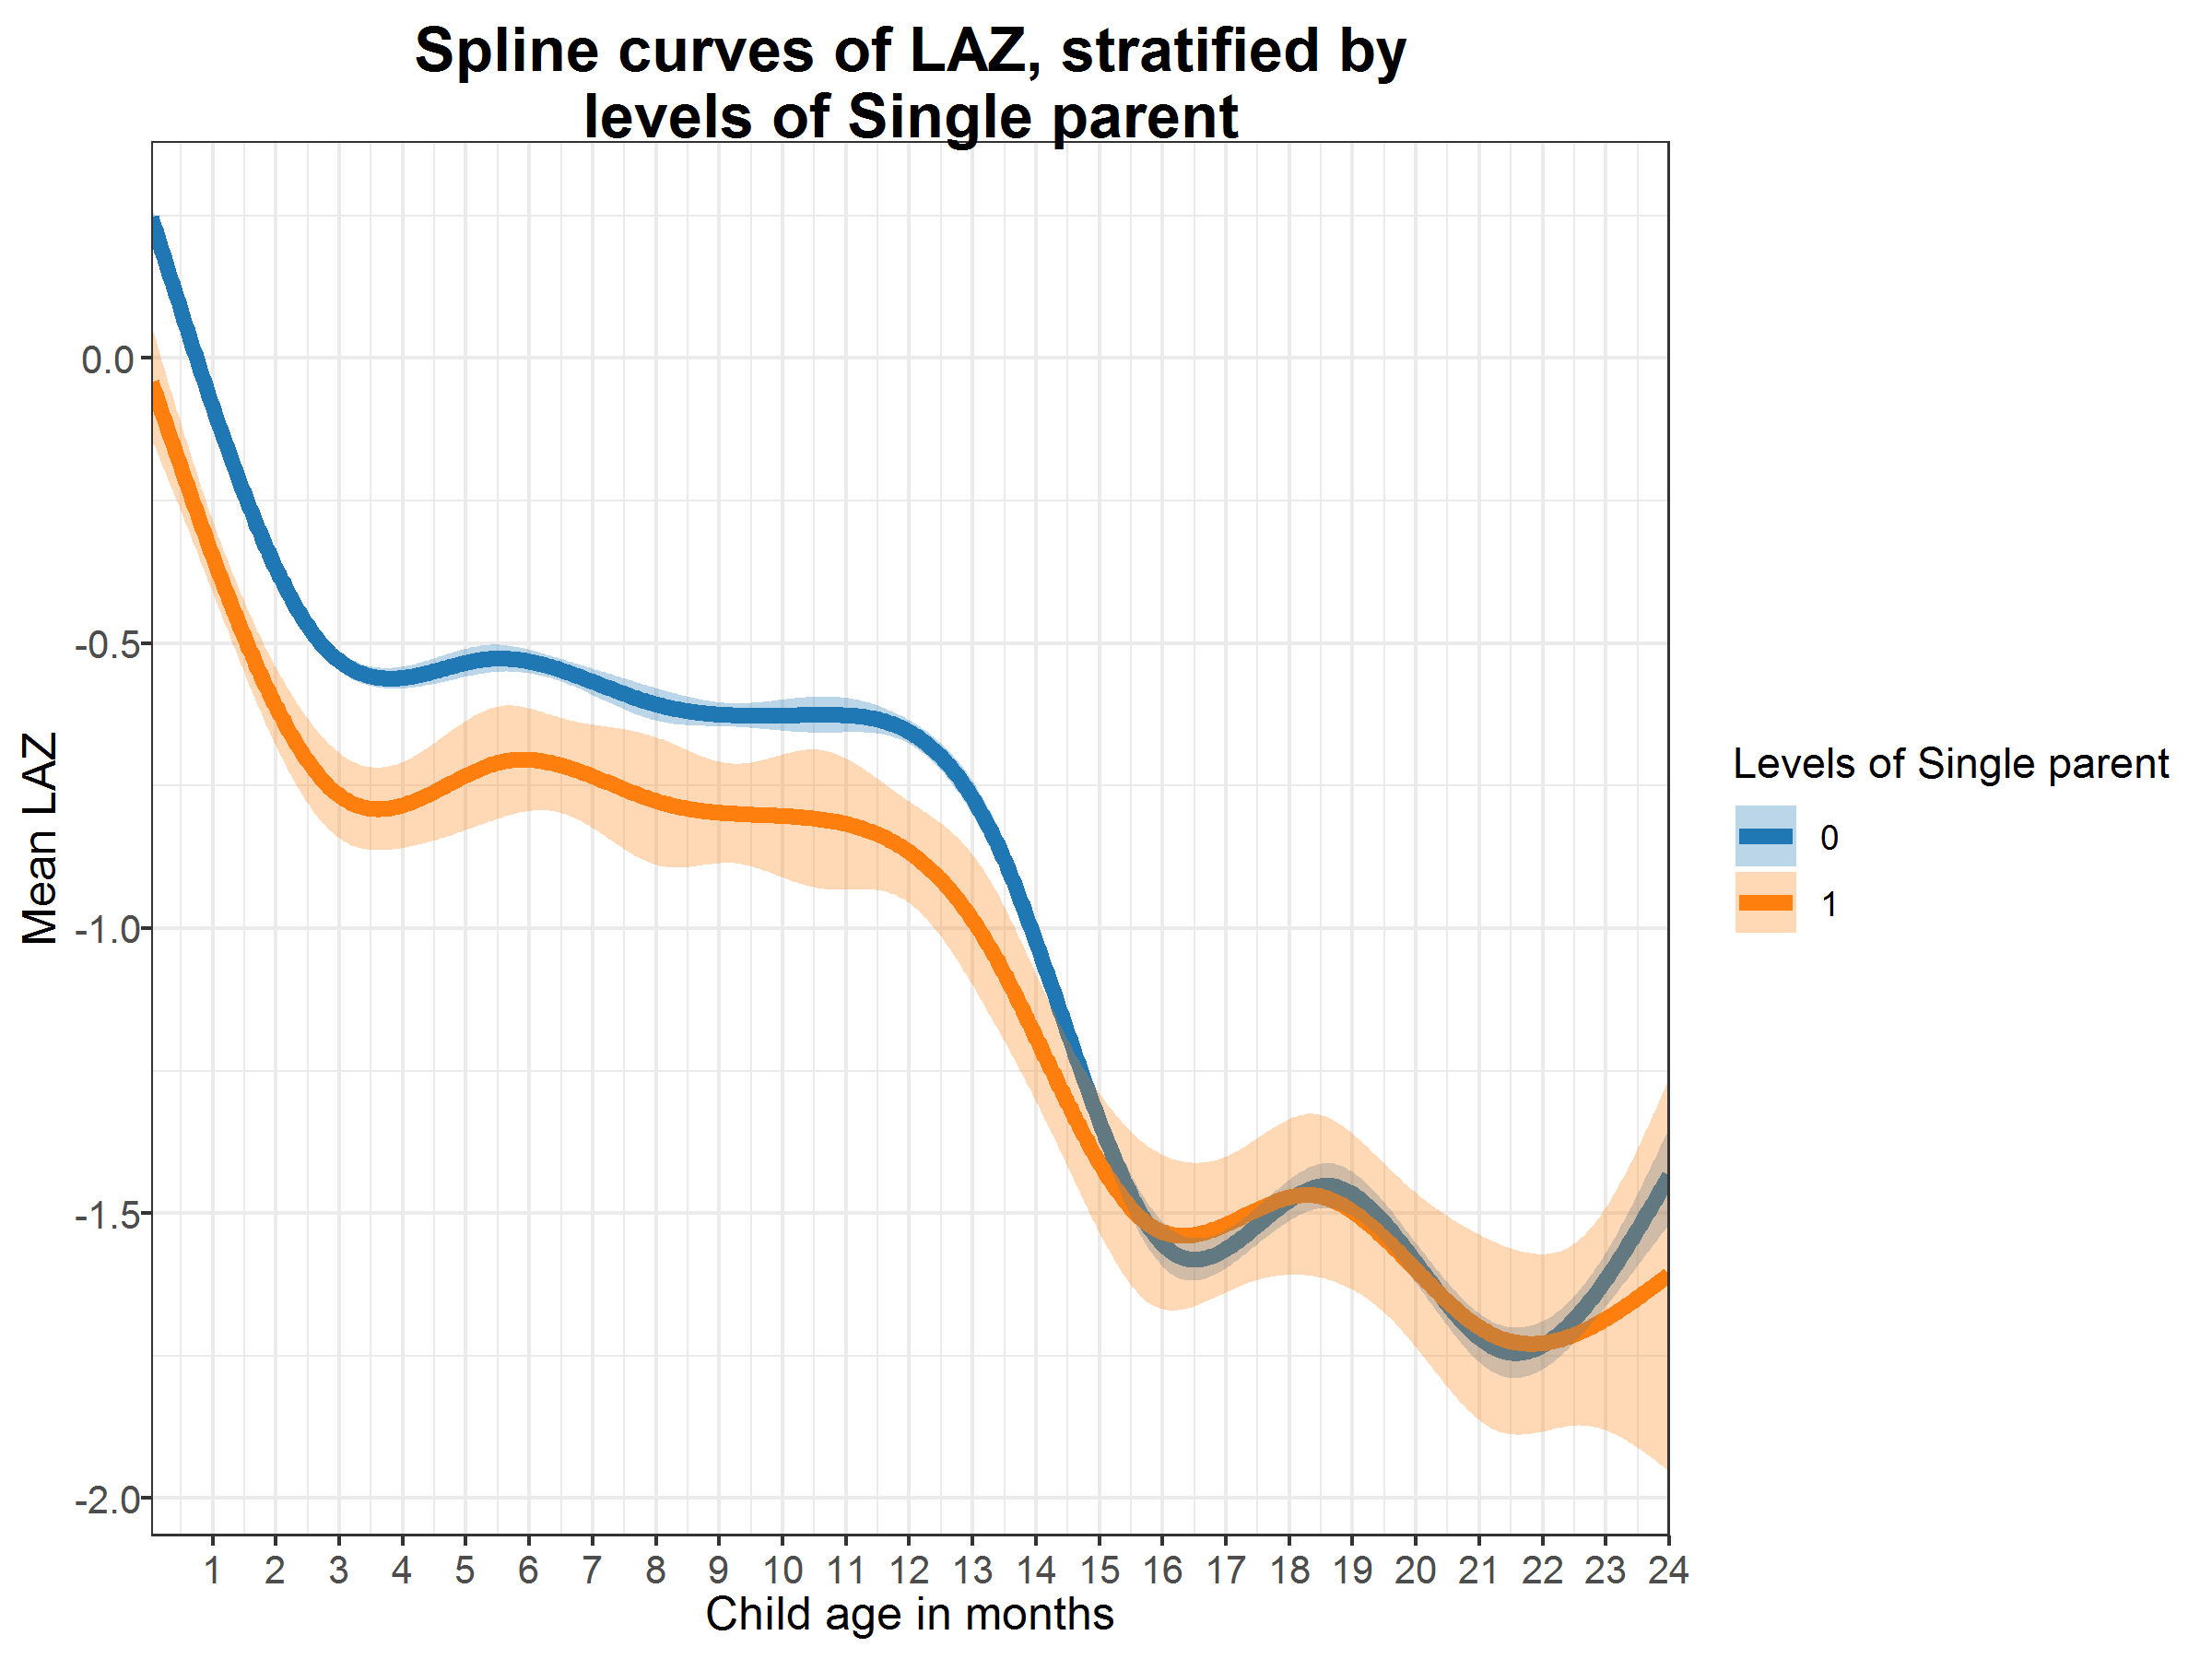 Spline curves of LAZ, stratified by
levels of Single parent
Mean LAZ
0.0
-0.5
-1.0
-1.5
-2.0
1 2 3 4 5 6 7 8 9 10 11 12 13 14 15 16 17 18 19 20 21 22 23 24
Child age in months
Levels of Single parent
0
1